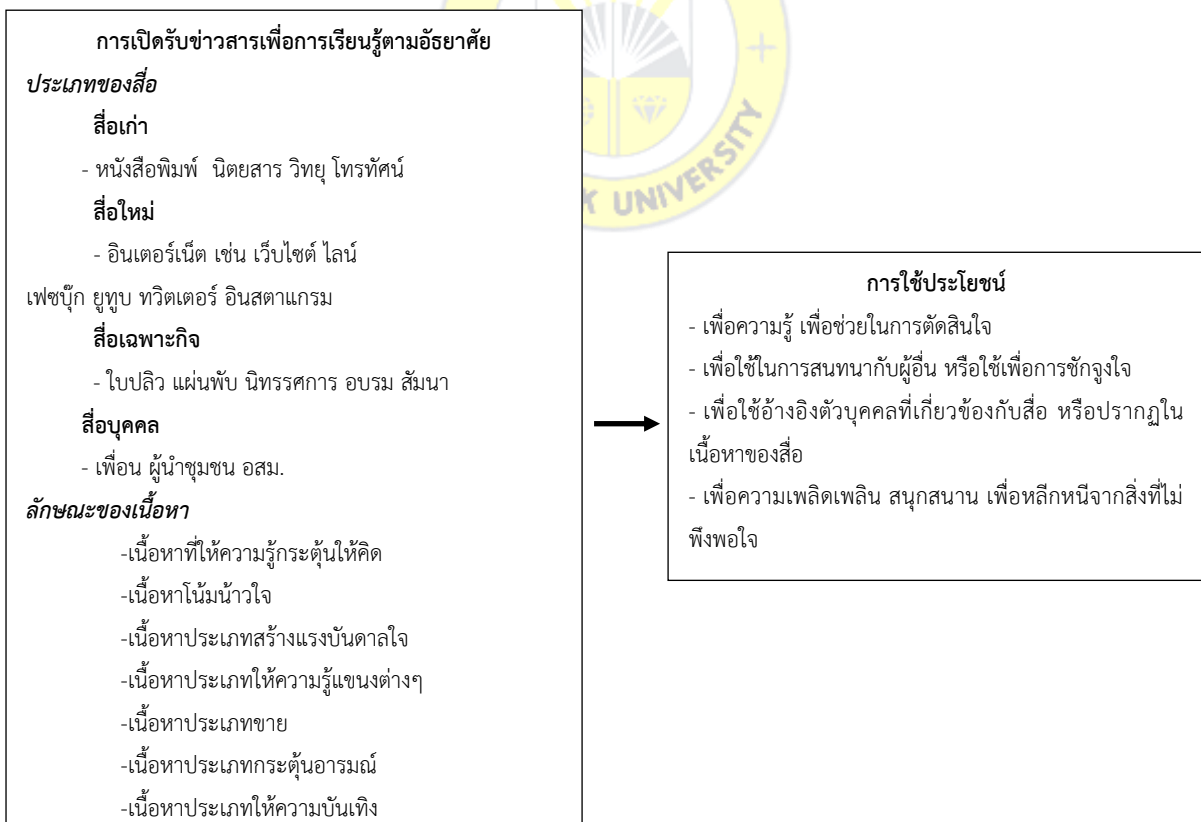 การเปิดรับข่าวสารเพื่อการเรียนรู้ตามอัธยาศัย
ประเภทของสื่อ
สื่อเก่า
- หนังสือพิมพ์ นิตยสาร วิทยุ โทรทัศน์
สื่อใหม่
- อินเตอร์เน็ต เช่น เว็บไซต์ ไลน์
เฟซบุ๊ก ยูทูบ ทวิตเตอร์ อินสตาแกรม
สื่อเฉพาะกิจ
- ใบปลิว แผ่นพับ นิทรรศการ อบรม สัมนา
สื่อบุคคล
- เพื่อน ผู้นำชุมชน อสม.
ลักษณะของเนื้อหา
-เนื้อหาที่ให้ความรู้กระตุ้นให้คิด
-เนื้อหาโน้มน้าวใจ
-เนื้อหาประเภทสร้างแรงบันดาลใจ
-เนื้อหาประเภทให้ความรู้แขนงต่างๆ
-เนื้อหาประเภทขาย
-เนื้อหาประเภทกระตุ้นอารมณ์
-เนื้อหาประเภทให้ความบันเทิง
การใช้ประโยชน์
- เพื่อความรู้ เพื่อช่วยในการตัดสินใจ
- เพื่อใช้ในการสนทนากับผู้อื่น หรือใช้เพื่อการชักจูงใจ
- เพื่อใช้อ้างอิงตัวบุคคลที่เกี่ยวข้องกับสื่อ หรือปรากฏใน
เนื้อหาของสื่อ
- เพื่อความเพลิดเพลิน สนุกสนาน เพื่อหลีกหนีจากสิ่งที่ไม่
พึงพอใจ
UNIVERSITY